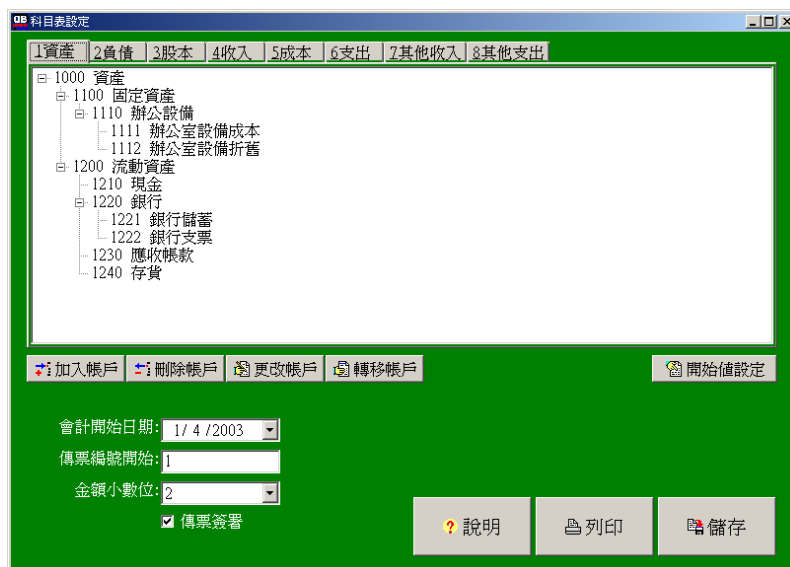 科目表設定
1資產 2負債 3股本 4收入 5成本 6支出 7其他收入 8其他支出
1000 資產
1100 固定資產
1110 辦公設備
1111 辦公室設備成本
1112 辦公室設備折舊
1200 流動資產
1210 現金
1220 銀行
1221 銀行儲蓄
1222 銀行支票
1230 應收帳款
1240 存貨
加入帳戶 刪除帳戶 更改帳戶 轉移帳戶 開始值設定
會計開始日期: 1/ 4 /2003
傳票編號開始: 1
金額小數位: 2
傳票簽署
說明 列印 儲存